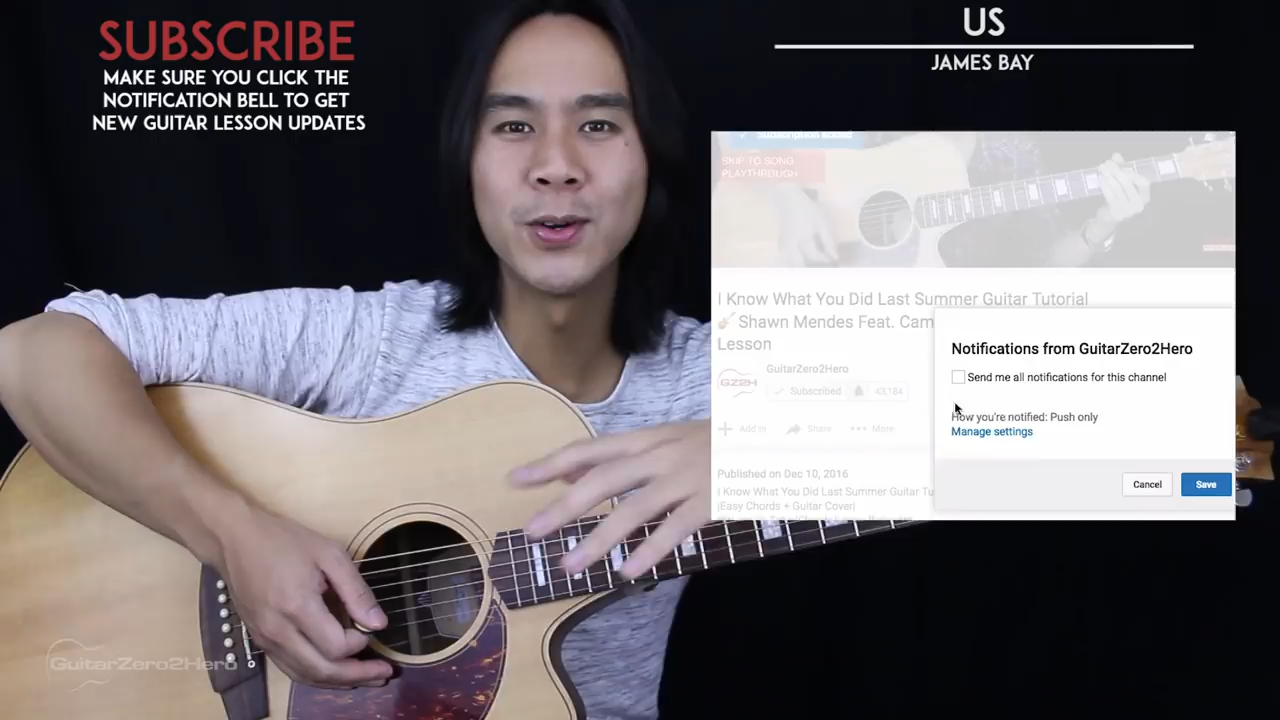 SUBSCRIBE
MAKE SURE YOU CLICK THE
NOTIFICATION BELL TO GET
NEW GUITAR LESSON UPDATES
US
JAMES BAY
SKIP TO SONG
PLAYTHROUGH
I Know What You Did Last Summer Guitar Tutorial
Shawn Mendes Feat. Cam
Lesson
GZ2H
GuitarZero2Hero
Subscribed 43,184
Add to Share More
Published on Dec 10, 2016
I Know What You Did Last Summer Guitar Tu
|Easy Chords + Guitar Cover|
Notifications from GuitarZero2Hero
Send me all notifications for this channel
How you're notified: Push only
Manage settings
Cancel Save
GuitarZero2Hero